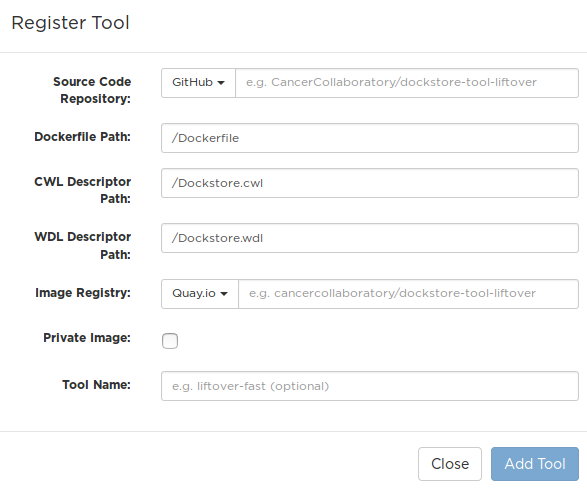 Register Tool
Source Code Repository: GitHub e.g. CancerCollaboratory/dockstore-tool-liftover
Dockerfile Path: /Dockerfile
CWL Descriptor Path: /Dockstore.cwl
WDL Descriptor Path: /Dockstore.wdl
Image Registry: Quay.io e.g. cancercollaboratory/dockstore-tool-liftover
Private Image:
Tool Name: e.g. liftover-fast (optional)
Close Add Tool